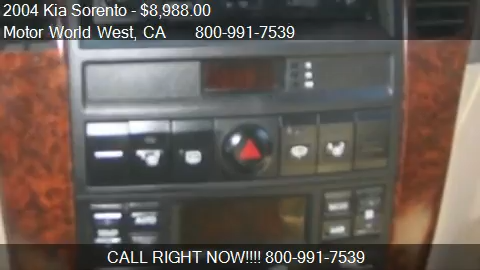 2004 Kia Sorento - $8,988.00
Motor World West, CA 800-991-7539
CALL RIGHT NOW!!!! 800-991-7539